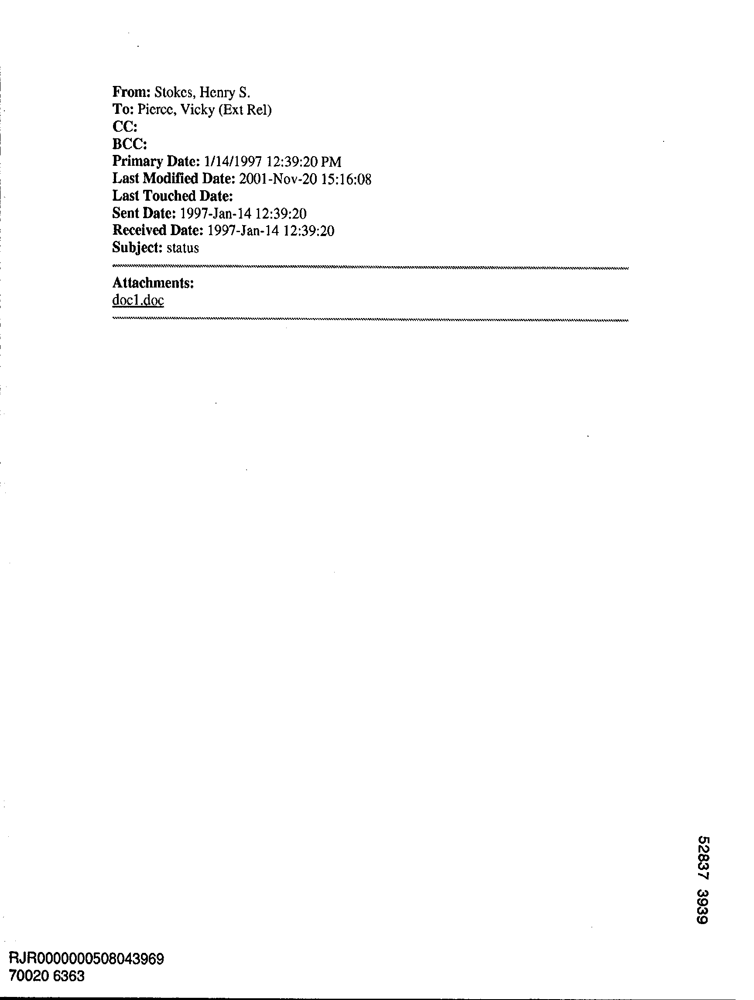 From: Stokes, Henry S.
To: Pierce, Vicky (Ext Rel)
CC:
BCC:
Primary Date: 1/14/1997 12:39:20 PM
Last Modified Date: 2001-Nov-20 15:16:08
Last Touched Date:
Sent Date: 1997-Jan-14 12:39:20
Received Date: 1997-Jan-14 12:39:20
Subject: status
Attachments:
doc1.doc
52837 3939
RJR0000000508043969
70020 6363